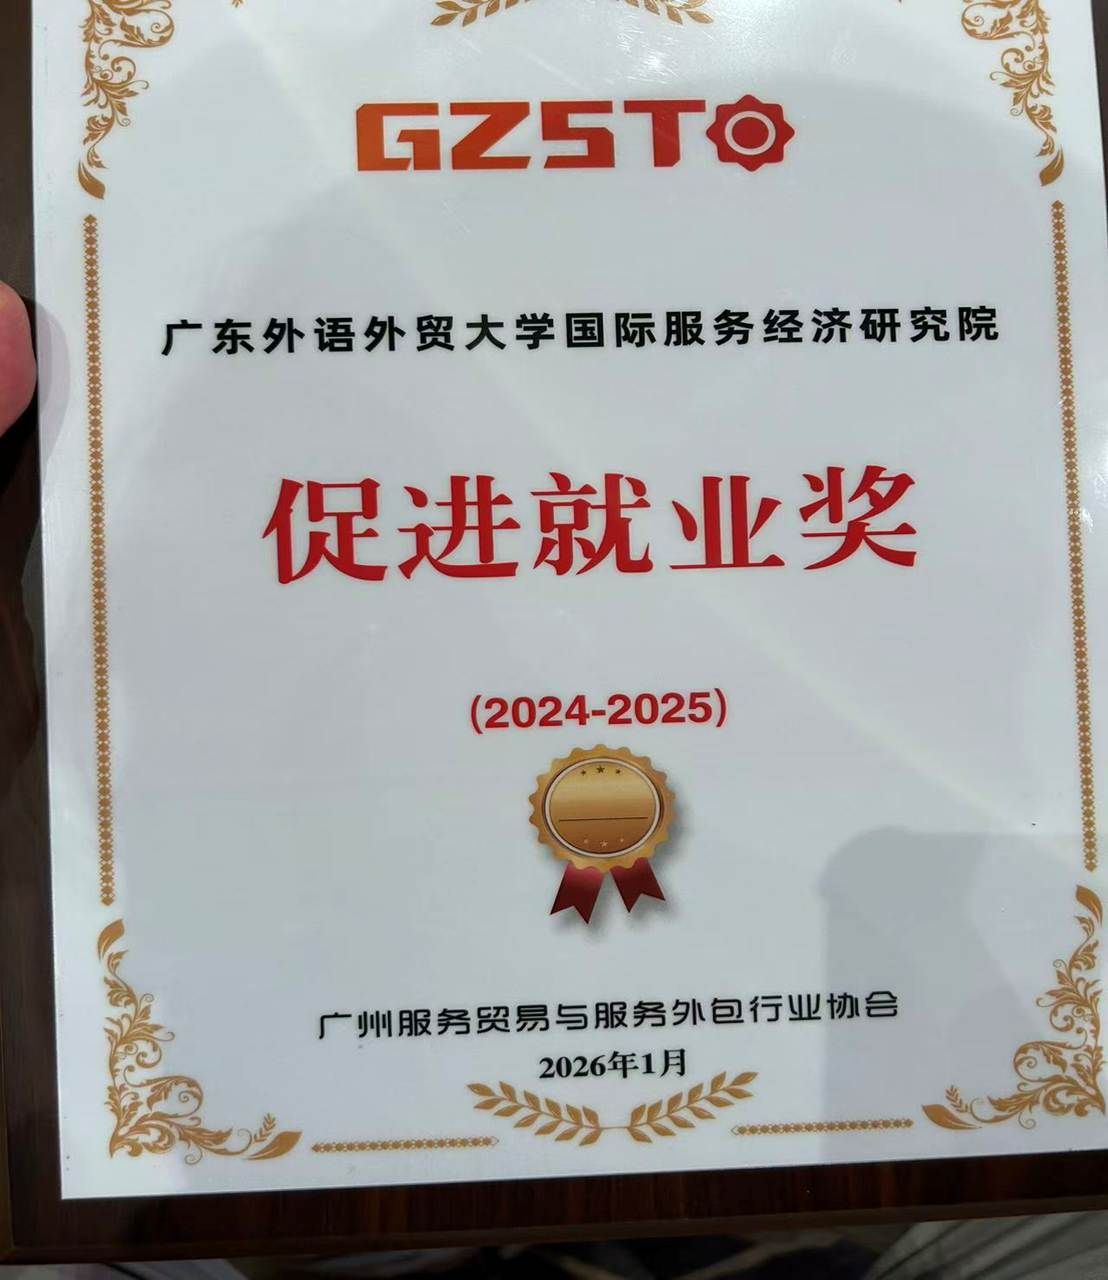 GZSTO
广东外语外贸大学国际服务经济研究院
促进就业奖
(2024-2025)
广州服务贸易与服务外包行业协会
2026年1月